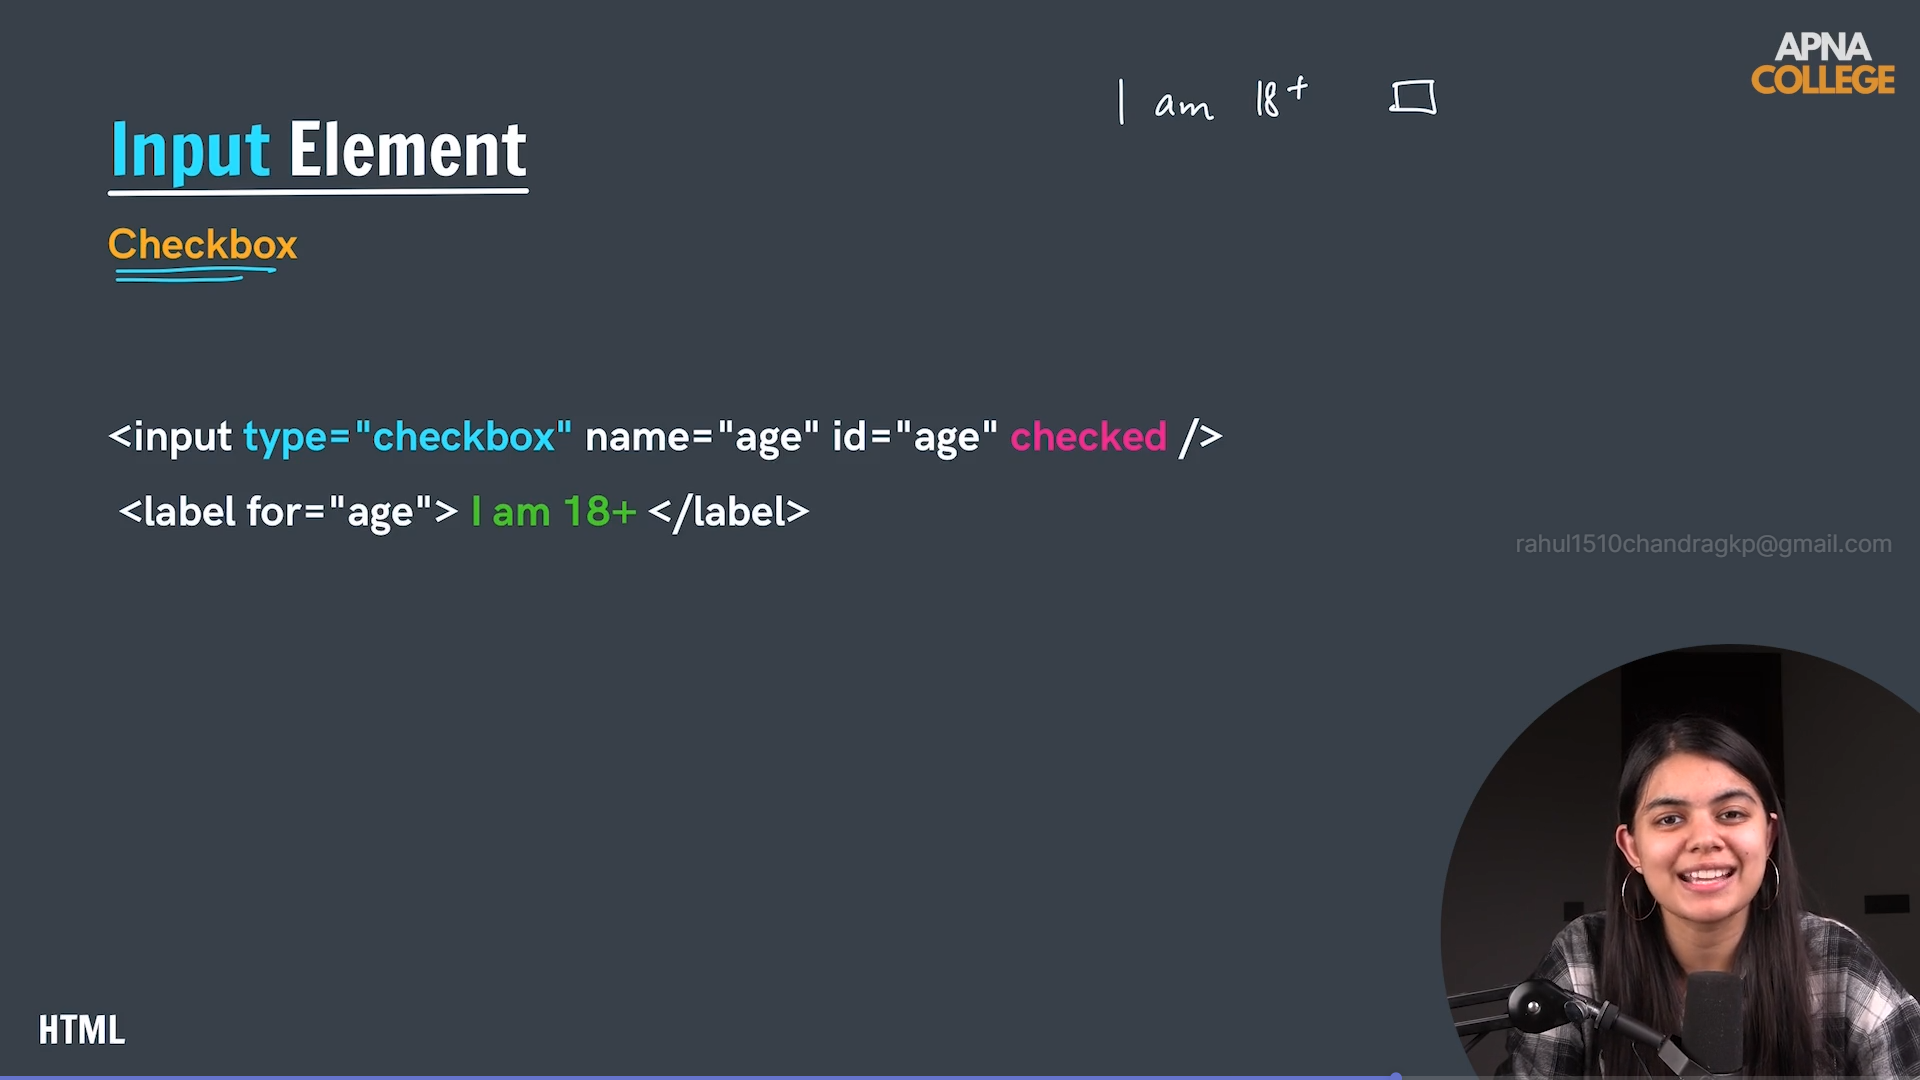 I am 18+
APNA
COLLEGE
Input Element
Checkbox
<input type="checkbox" name="age" id="age" checked />
<label for="age"> I am 18+ </label>
rahul1510chandragkp@gmail.com
HTML